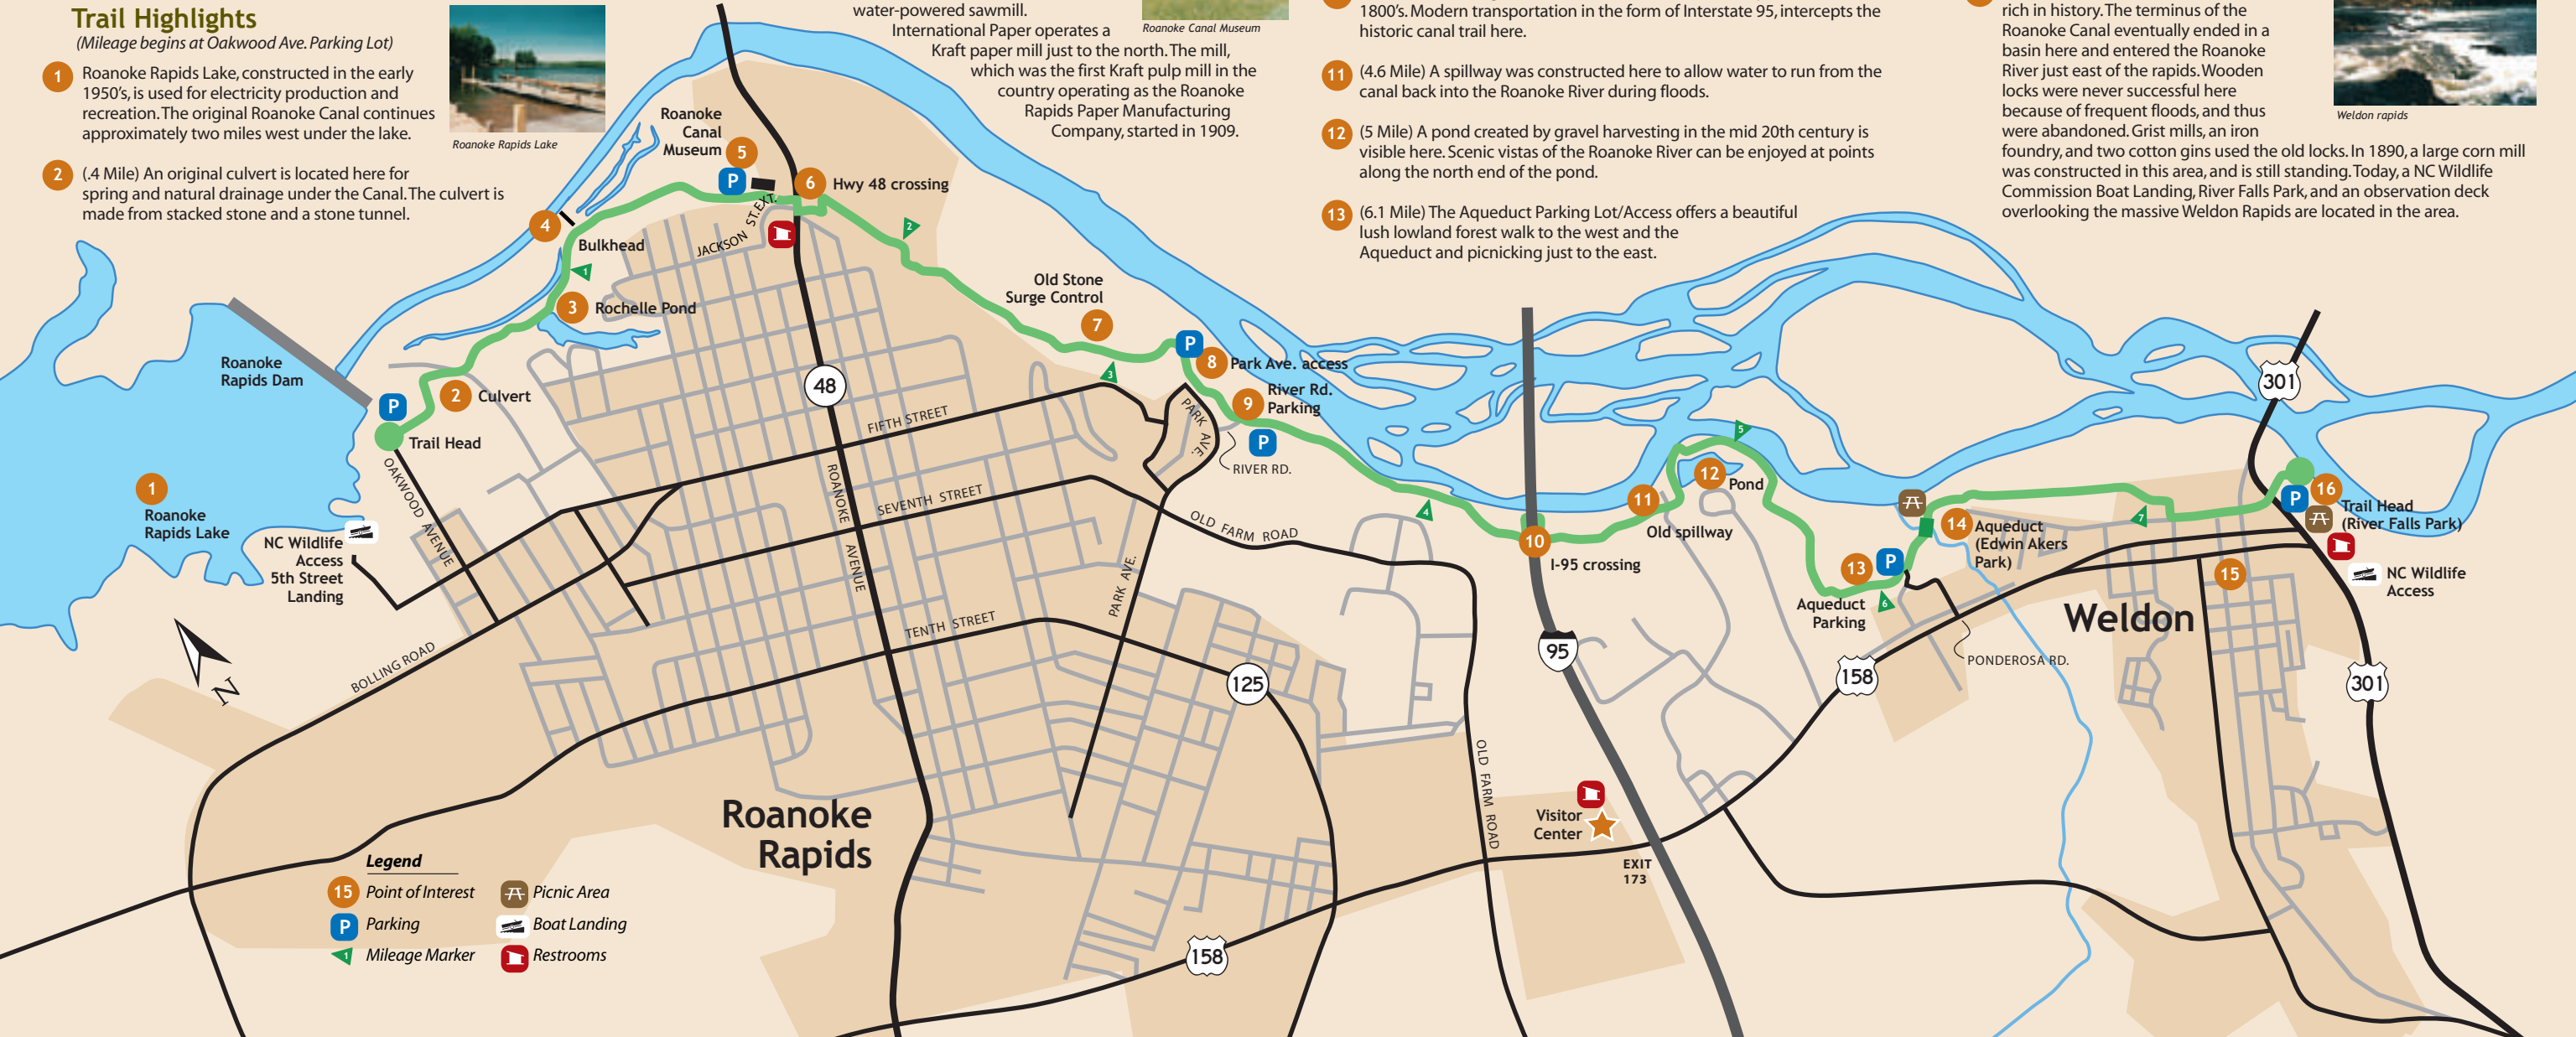 Trail Highlights
(Mileage begins at Oakwood Ave. Parking Lot)
1
Roanoke Rapids Lake, constructed in the early
1950's, is used for electricity production and
recreation. The original Roanoke Canal continues
approximately two miles west under the lake.
Roanoke Rapids Lake
2
(.4 Mile) An original culvert is located here for
spring and natural drainage under the Canal. The culvert is
made from stacked stone and a stone tunnel.
water-powered sawmill.
International Paper operates a
Kraft paper mill just to the north. The mill,
which was the first Kraft pulp mill in the
country operating as the Roanoke
Rapids Paper Manufacturing
Company, started in 1909.
Roanoke Canal Museum
1800's. Modern transportation in the form of Interstate 95, intercepts the
historic canal trail here.
11
(4.6 Mile) A spillway was constructed here to allow water to run from the
canal back into the Roanoke River during floods.
12
(5 Mile) A pond created by gravel harvesting in the mid 20th century is
visible here. Scenic vistas of the Roanoke River can be enjoyed at points
along the north end of the pond.
13
(6.1 Mile) The Aqueduct Parking Lot/Access offers a beautiful
lush lowland forest walk to the west and the
Aqueduct and picnicking just to the east.
rich in history. The terminus of the
Roanoke Canal eventually ended in a
basin here and entered the Roanoke
River just east of the rapids. Wooden
locks were never successful here
because of frequent floods, and thus
were abandoned. Grist mills, an iron
foundry, and two cotton gins used the old locks. In 1890, a large corn mill
was constructed in this area, and is still standing. Today, a NC Wildlife
Commission Boat Landing, River Falls Park, and an observation deck
overlooking the massive Weldon Rapids are located in the area.
Weldon rapids
Roanoke
Canal
Museum
5
P
6
Hwy 48 crossing
JACKSON ST. EXT.
4
Bulkhead
1
2
3
Rochelle Pond
Roanoke
Rapids Dam
P
2
Culvert
Trail Head
OAKWOOD AVENUE
1
Roanoke
Rapids Lake
NC Wildlife
Access
5th Street
Landing
N
BOLLING ROAD
48
ROANOKE AVENUE
FIFTH STREET
SEVENTH STREET
TENTH STREET
Old Stone
Surge Control
7
3
P
8
Park Ave. access
9
River Rd.
Parking
P
PARK AVE.
RIVER RD.
OLD FARM ROAD
PARK AVE.
125
4
10
I-95 crossing
11
Old spillway
12
Pond
5
95
13
P
Aqueduct
Parking
6
14
Aqueduct
(Edwin Akers
Park)
PONDEROSA RD.
158
7
Weldon
15
301
16
P
Trail Head
(River Falls Park)
NC Wildlife
Access
301
OLD FARM ROAD
Visitor
Center
EXIT
173
158
Roanoke
Rapids
Legend
15
Point of Interest
Picnic Area
P
Parking
Boat Landing
1
Mileage Marker
Restrooms